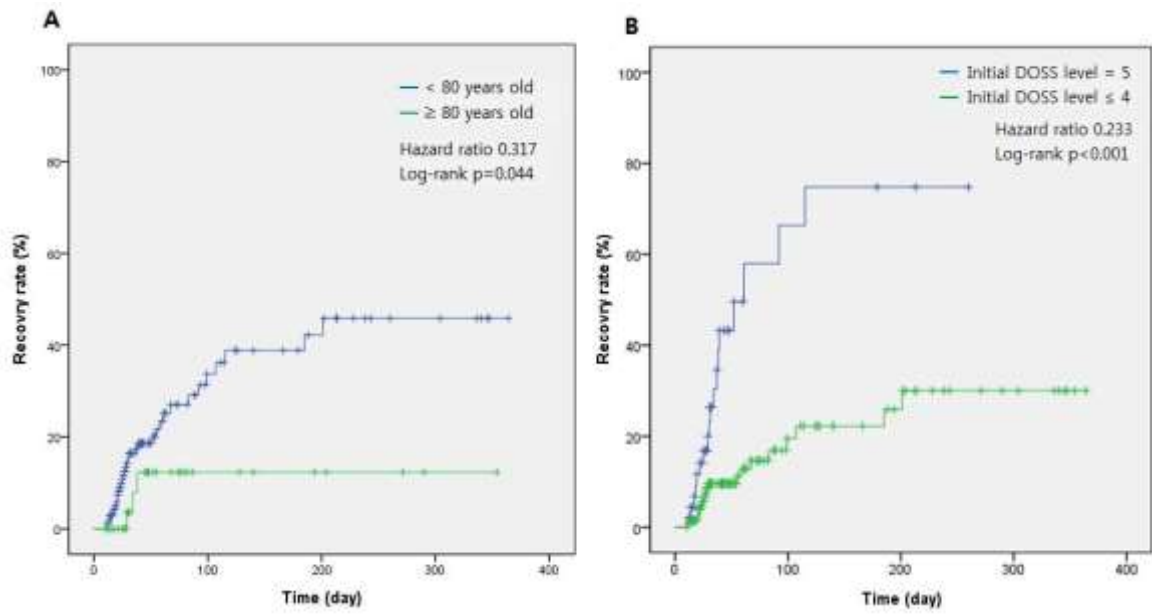 A
100
80
60
40
20
0
Recovry rate (%)
< 80 years old
≥ 80 years old
Hazard ratio 0.317
Log-rank p=0.044
0 100 200 300 400
Time (day)
B
100
80
60
40
20
0
Recovry rate (%)
Initial DOSS level = 5
Initial DOSS level ≤ 4
Hazard ratio 0.233
Log-rank p<0.001
0 100 200 300 400
Time (day)